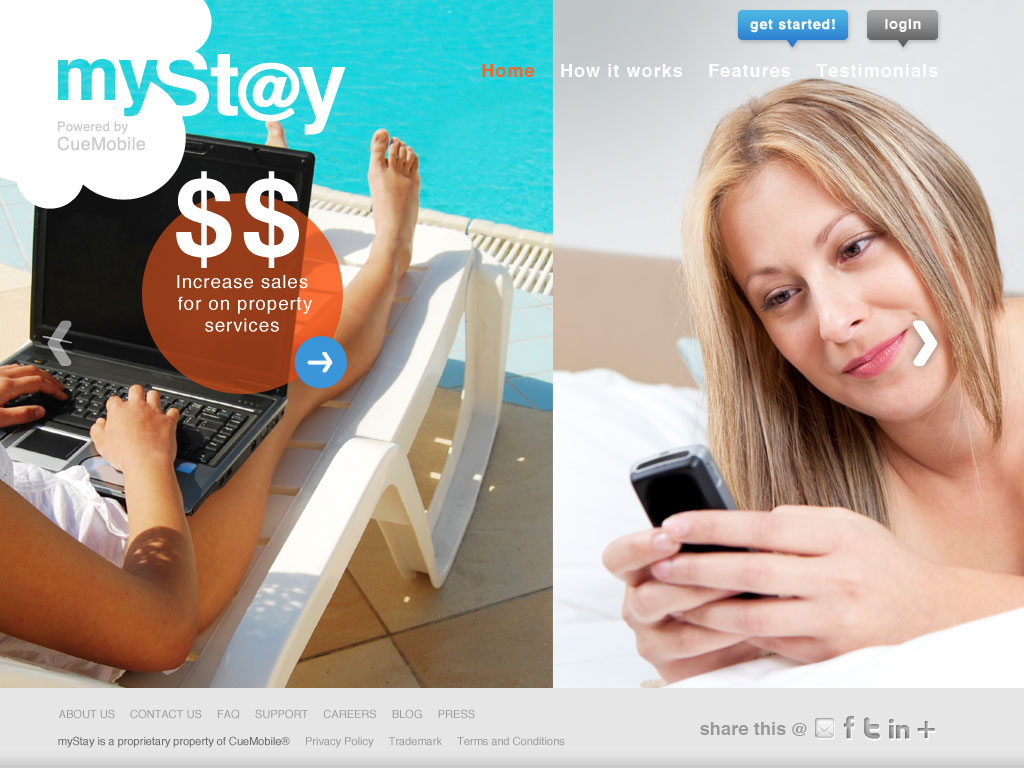 get started!
login
mySt@y
Home
How it works
Features
Testimonials
Powered by
CueMobile
$$
Increase sales
for on property
services
ABOUT US
CONTACT US
FAQ
SUPPORT
CAREERS
BLOG
PRESS
share this @
myStay is a proprietary property of CueMobile®
Privacy Policy
Trademark
Terms and Conditions